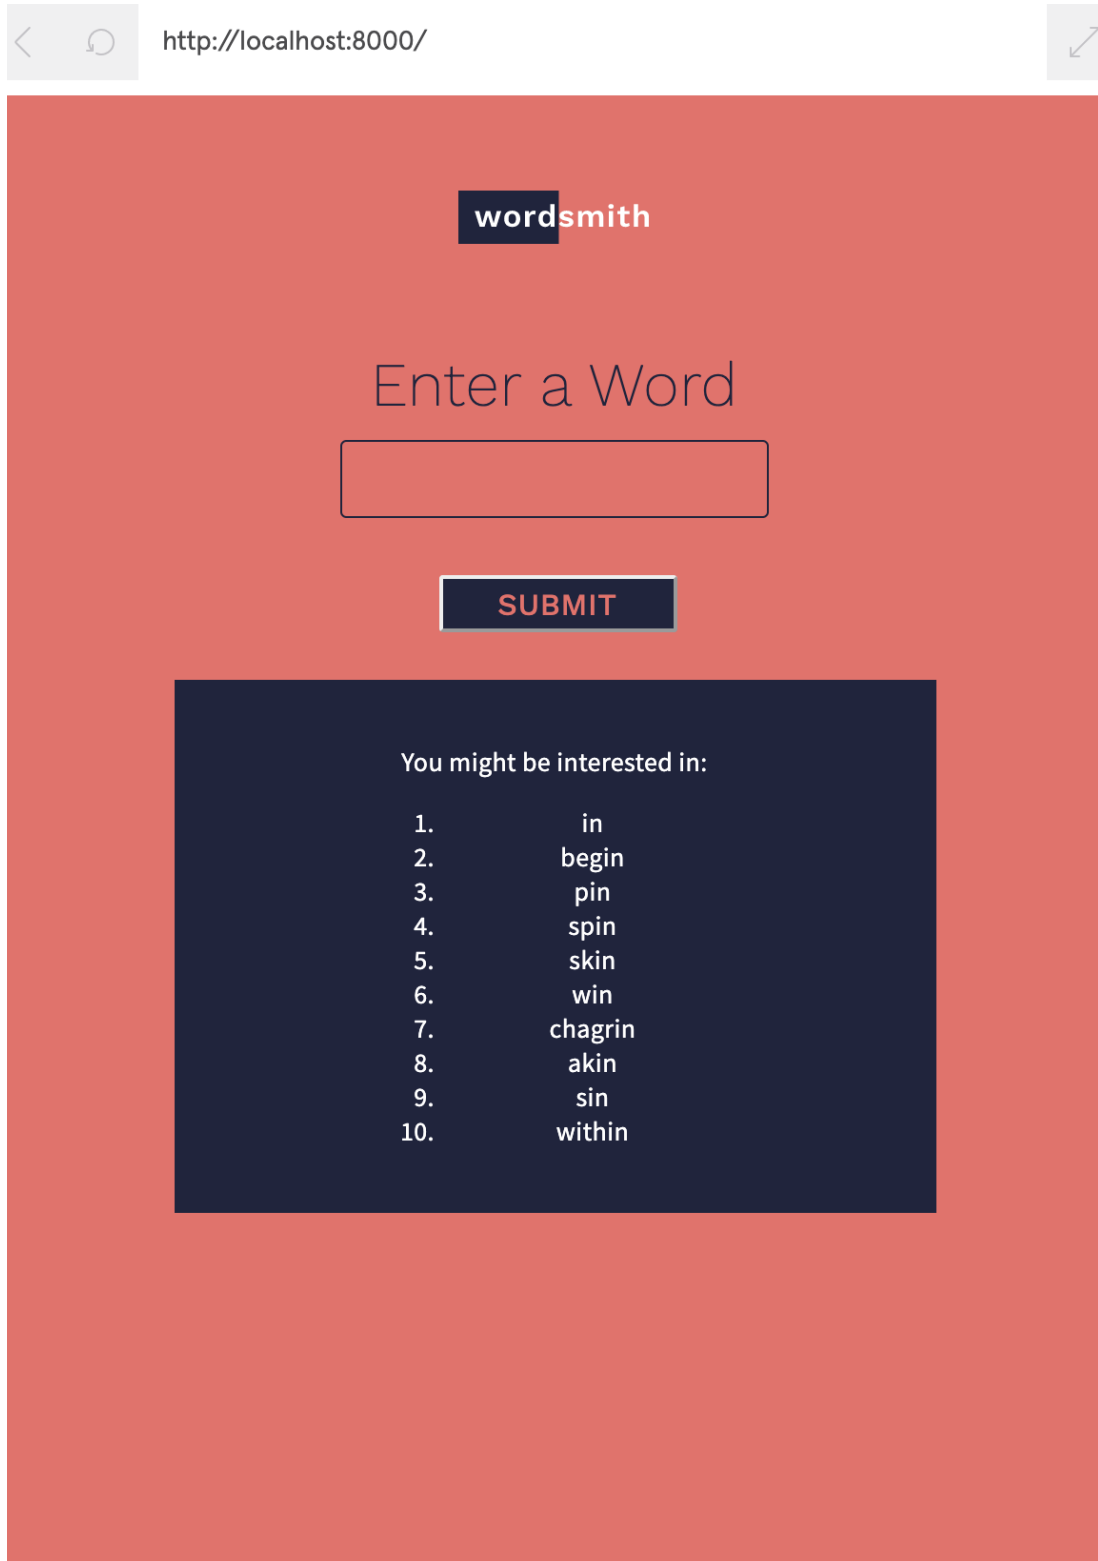 http://localhost:8000/
wordsmith
Enter a Word
SUBMIT
You might be interested in:
1. in
2. begin
3. pin
4. spin
5. skin
6. win
7. chagrin
8. akin
9. sin
10. within